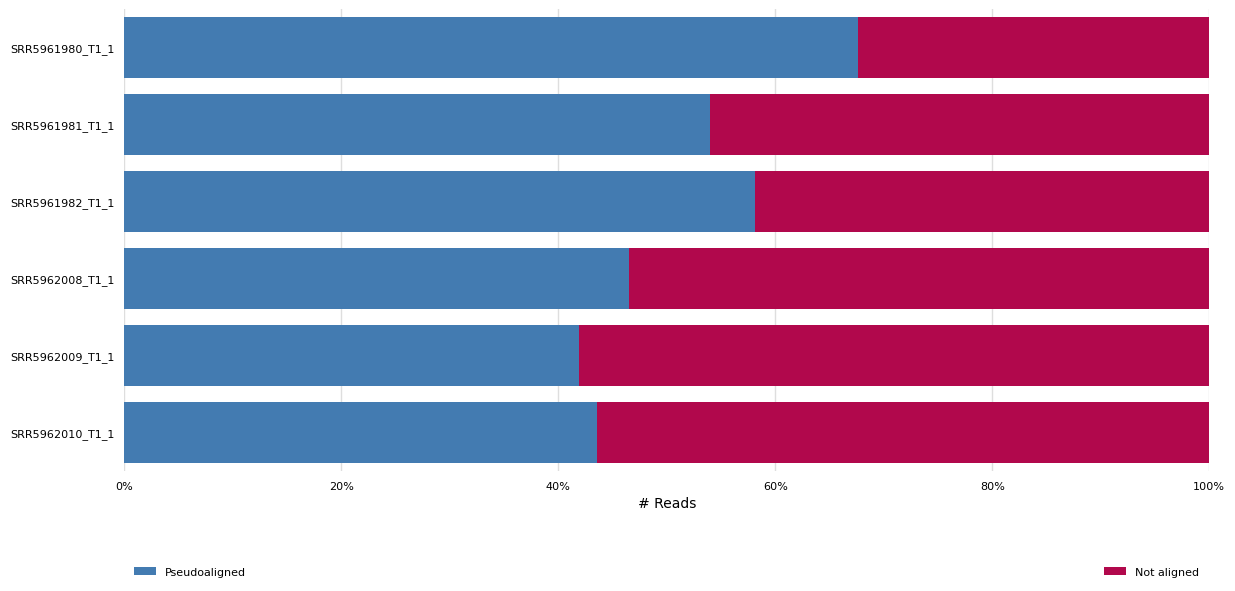 SRR5961980_T1_1
SRR5961981_T1_1
SRR5961982_T1_1
SRR5962008_T1_1
SRR5962009_T1_1
SRR5962010_T1_1
0% 20% 40% 60% 80% 100%
# Reads
Pseudoaligned Not aligned